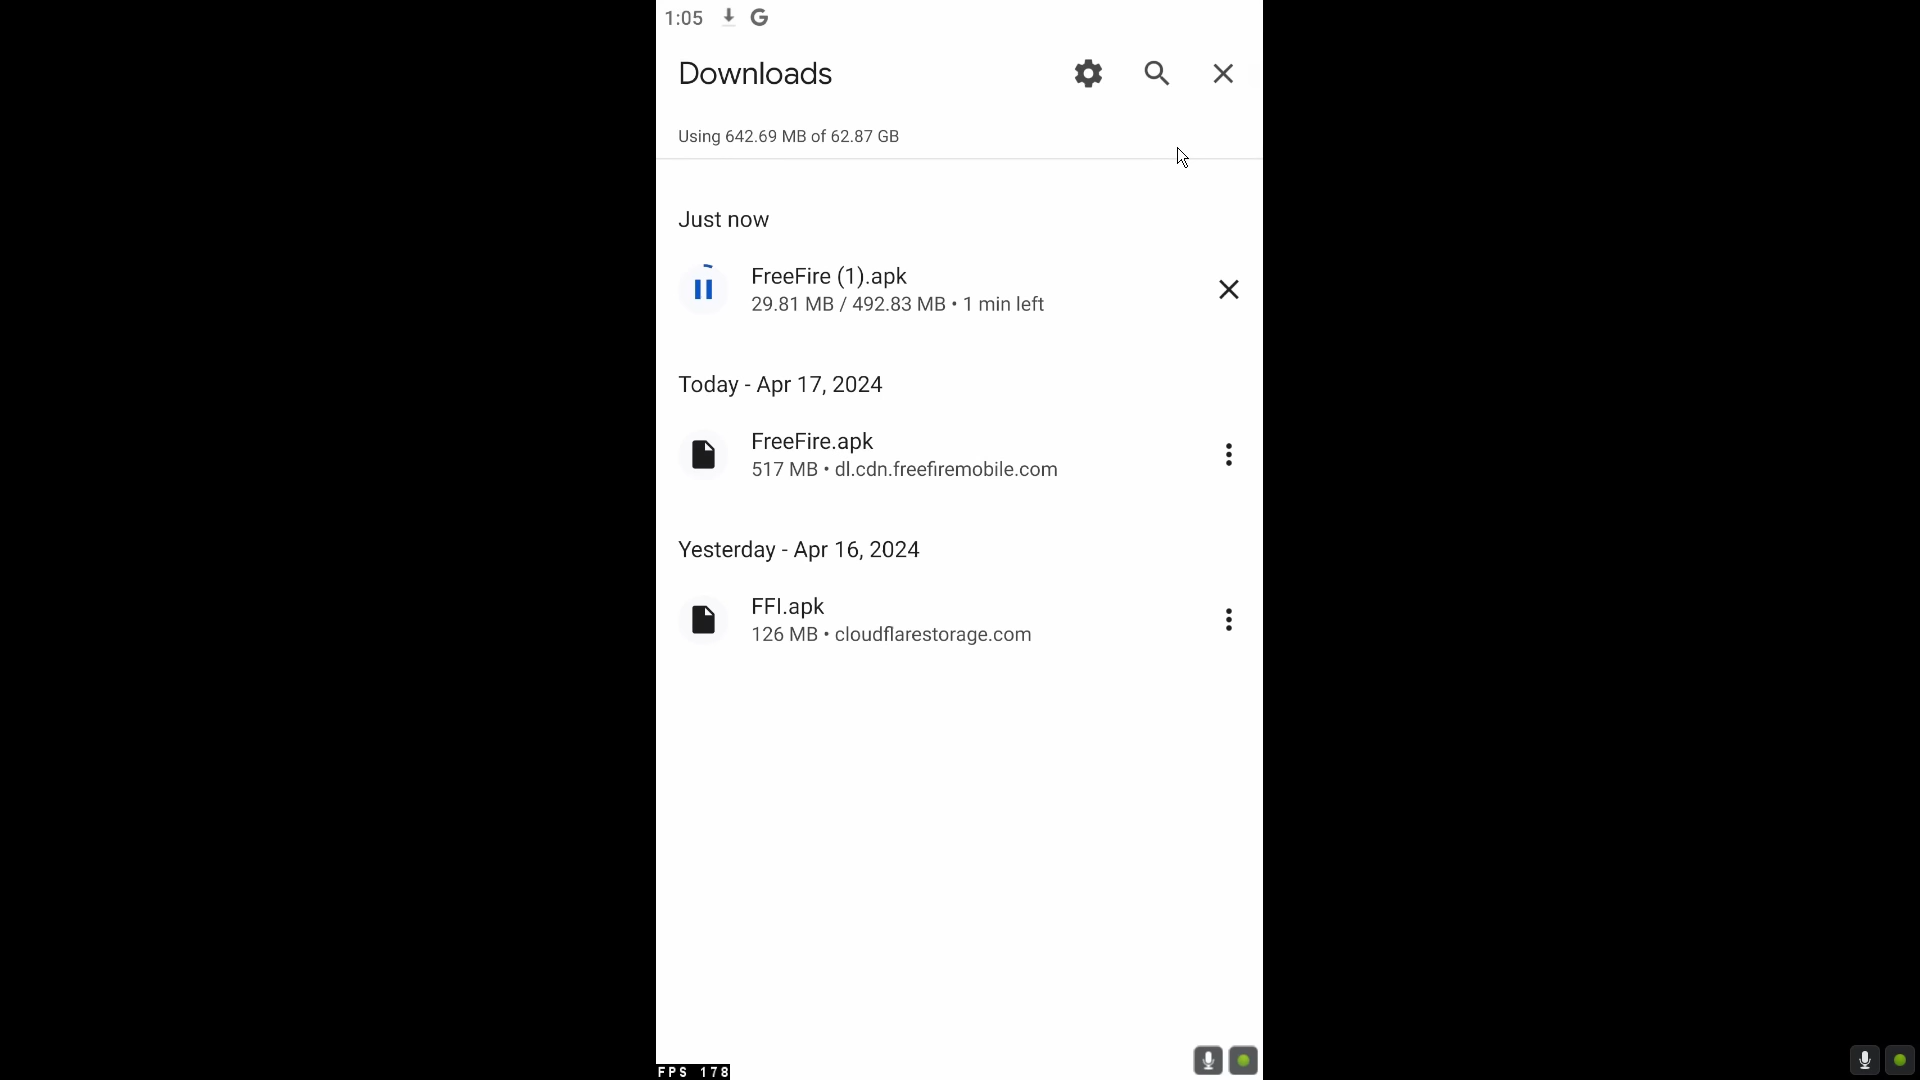 1:05 G
Downloads
Using 642.69 MB of 62.87 GB
Just now
FreeFire (1).apk
29.81 MB / 492.83 MB • 1 min left
Today - Apr 17, 2024
FreeFire.apk
517 MB • dl.cdn.freefiremobile.com
Yesterday - Apr 16, 2024
FFI.apk
126 MB • cloudflarestorage.com
FPS 178